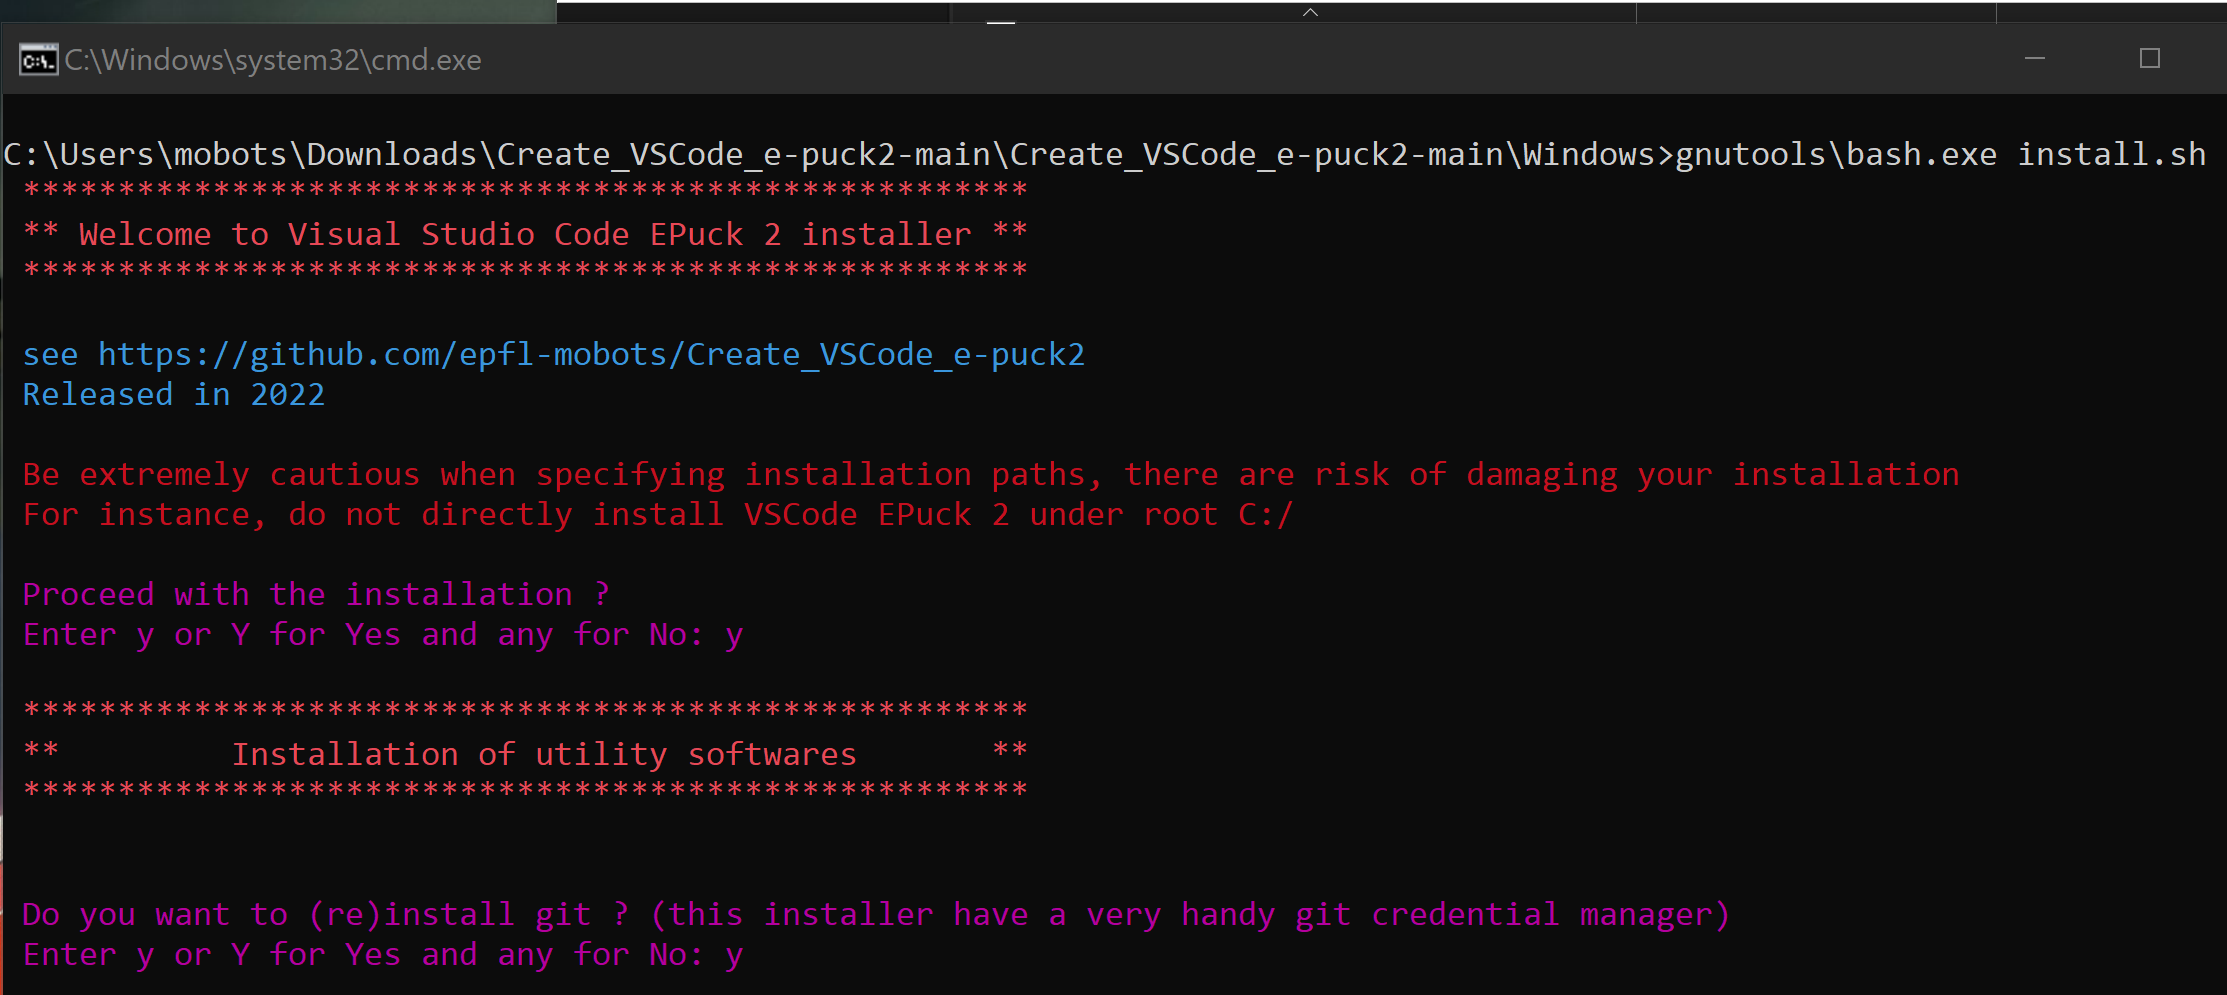 C:\Windows\system32\cmd.exe
C:\Users\mobots\Downloads\Create_VSCode_e-puck2-main\Create_VSCode_e-puck2-main\Windows>gnutools\bash.exe install.sh
*****************************************************
** Welcome to Visual Studio Code EPuck 2 installer **
*****************************************************
see https://github.com/epfl-mobots/Create_VSCode_e-puck2
Released in 2022
Be extremely cautious when specifying installation paths, there are risk of damaging your installation
For instance, do not directly install VSCode EPuck 2 under root C:/
Proceed with the installation ?
Enter y or Y for Yes and any for No: y
*****************************************************
**         Installation of utility softwares       **
*****************************************************
Do you want to (re)install git ? (this installer have a very handy git credential manager)
Enter y or Y for Yes and any for No: y